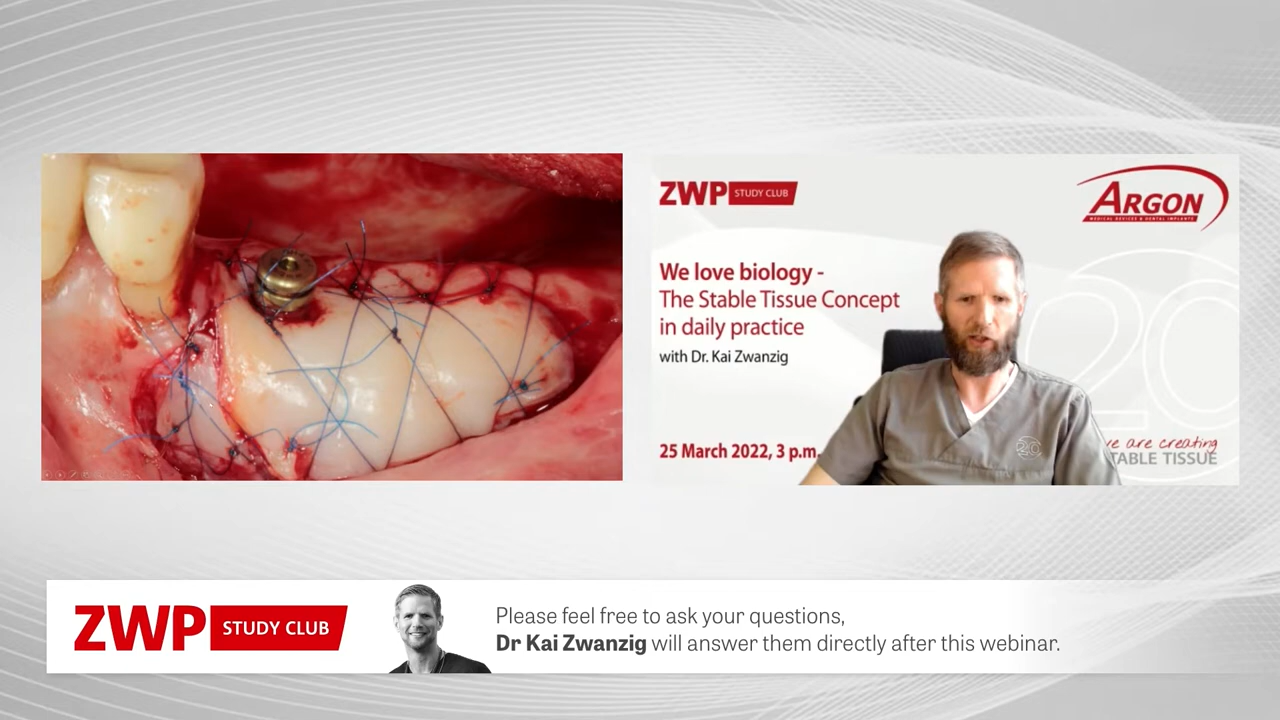 ZWP STUDY CLUB
ARGON
MEDICAL DEVICES & DENTAL IMPLANTS
We love biology -
The Stable Tissue Concept
in daily practice
with Dr. Kai Zwanzig
25 March 2022, 3 p.m.
20
20
we are creating
TABLE TISSUE
ZWP STUDY CLUB
Please feel free to ask your questions,
Dr Kai Zwanzig will answer them directly after this webinar.